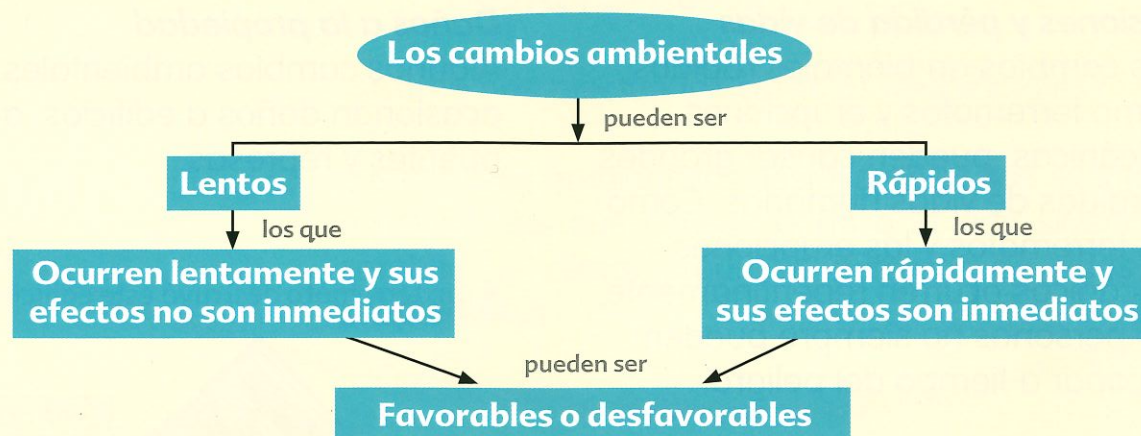 Los cambios ambientales
pueden ser
Lentos
Rápidos
los que
los que
Ocurren lentamente y sus
efectos no son inmediatos
Ocurren rápidamente y
sus efectos son inmediatos
pueden ser
Favorables o desfavorables